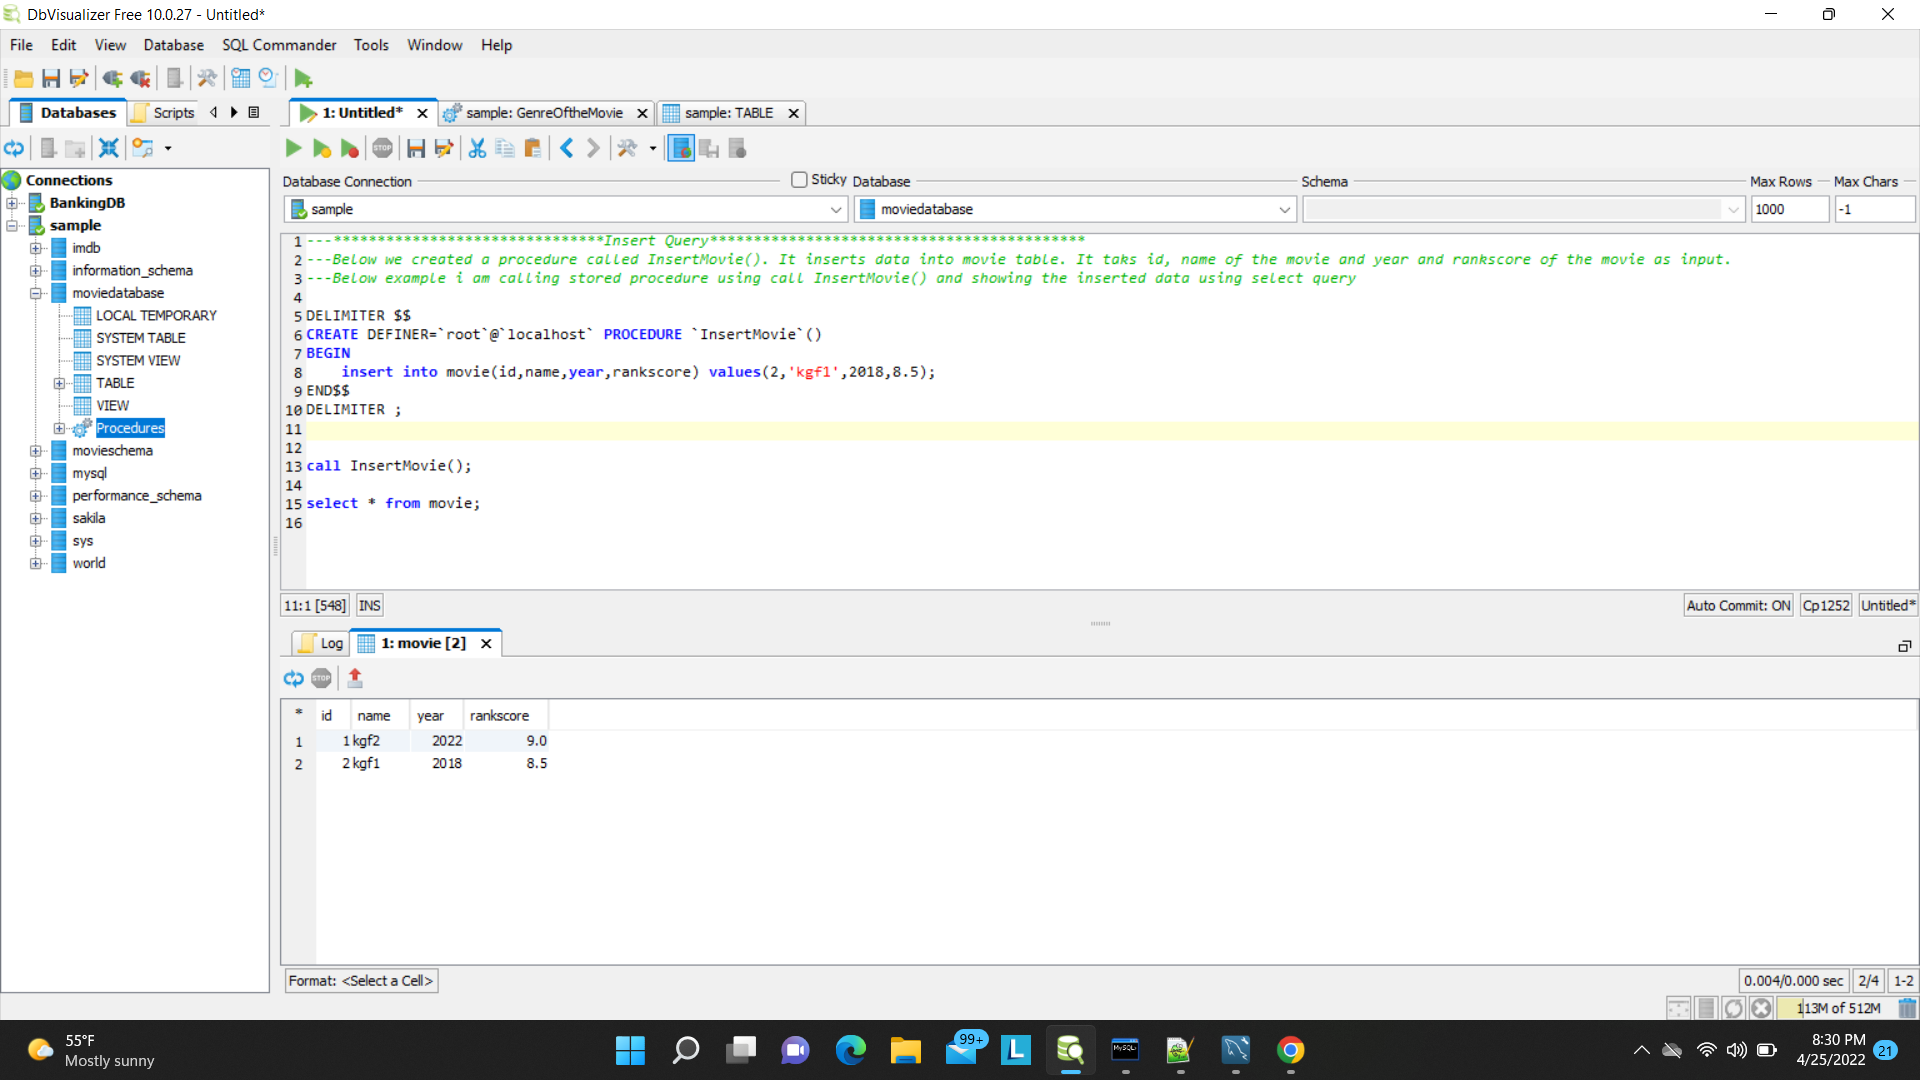 DbVisualizer Free 10.0.27 - Untitled*
File Edit View Database SQL Commander Tools Window Help
Databases Scripts 1: Untitled* sample: GenreOftheMovie sample: TABLE
STOP
Connections
BankingDB
sample
imdb
information_schema
moviedatabase
LOCAL TEMPORARY
SYSTEM TABLE
SYSTEM VIEW
TABLE
VIEW
Procedures
movieschema
mysql
performance_schema
sakila
sys
world
Database Connection Sticky Database Schema Max Rows Max Chars
sample moviedatabase 1000 -1
1 ---*******************************Insert Query*******************************************
2 ---Below we created a procedure called InsertMovie(). It inserts data into movie table. It taks id, name of the movie and year and rankscore of the movie as input.
3 ---Below example i am calling stored procedure using call InsertMovie() and showing the inserted data using select query
4
5 DELIMITER $$
6 CREATE DEFINER=`root`@`localhost` PROCEDURE `InsertMovie`()
7 BEGIN
8     insert into movie(id,name,year,rankscore) values(2,'kgf1',2018,8.5);
9 END$$
10 DELIMITER ;
11
12
13 call InsertMovie();
14
15 select * from movie;
16
11:1 [548] INS Auto Commit: ON Cp1252 Untitled*
Log 1: movie [2]
STOP
* id name year rankscore
1 1 kgf2 2022 9.0
2 2 kgf1 2018 8.5
Format: <Select a Cell> 0.004/0.000 sec 2/4 1-2
113M of 512M
55°F
Mostly sunny
99+
L
MySQL
8:30 PM
4/25/2022
21